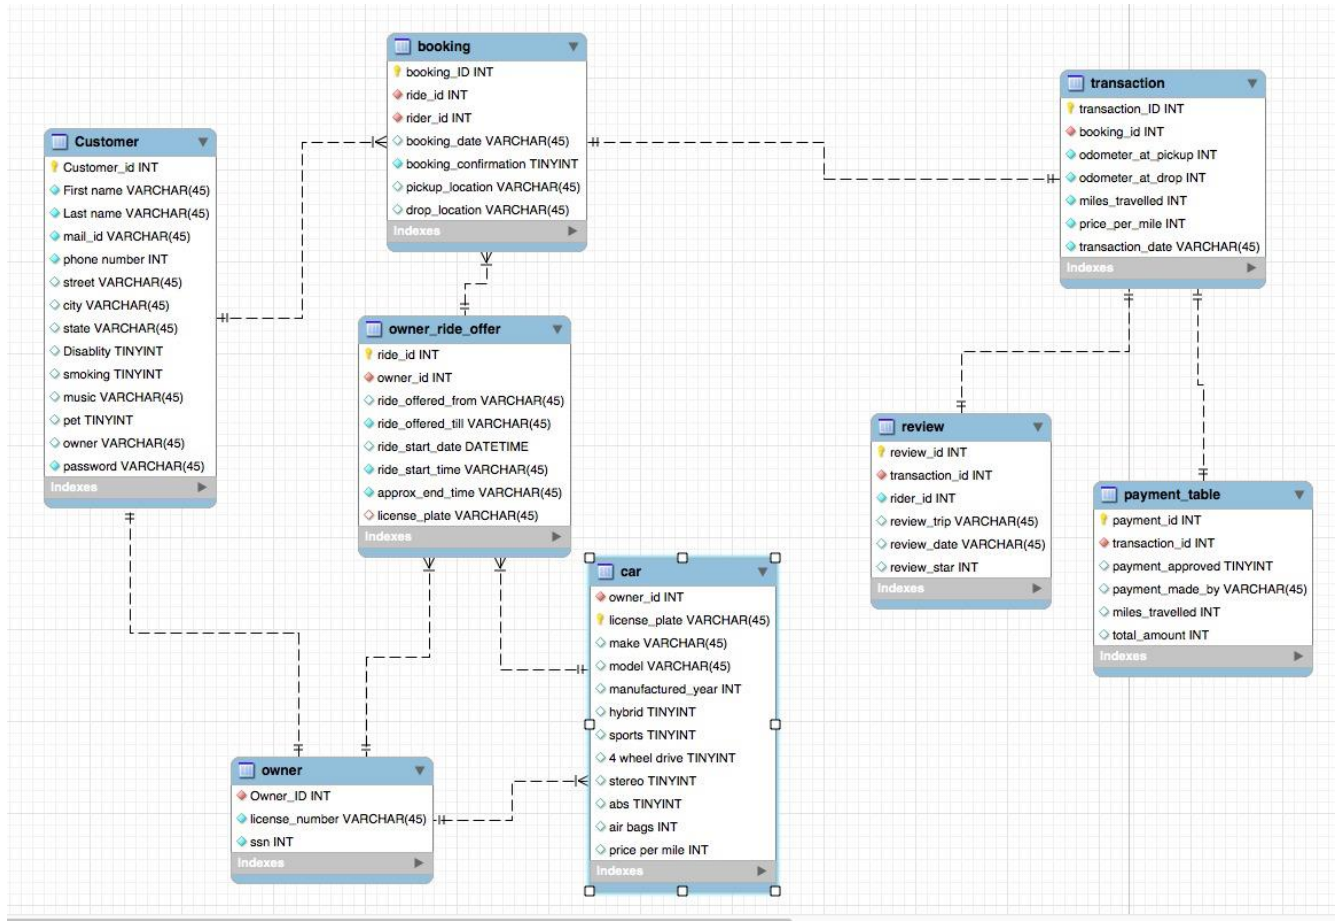 booking
booking_ID INT
ride_id INT
rider_id INT
booking_date VARCHAR(45)
booking_confirmation TINYINT
pickup_location VARCHAR(45)
drop_location VARCHAR(45)
Indexes
transaction
transaction_ID INT
booking_id INT
odometer_at_pickup INT
odometer_at_drop INT
miles_travelled INT
price_per_mile INT
transaction_date VARCHAR(45)
Indexes
Customer
Customer_id INT
First name VARCHAR(45)
Last name VARCHAR(45)
mail_id VARCHAR(45)
phone number INT
street VARCHAR(45)
city VARCHAR(45)
state VARCHAR(45)
Disablity TINYINT
smoking TINYINT
music VARCHAR(45)
pet TINYINT
owner VARCHAR(45)
password VARCHAR(45)
Indexes
owner_ride_offer
ride_id INT
owner_id INT
ride_offered_from VARCHAR(45)
ride_offered_till VARCHAR(45)
ride_start_date DATETIME
ride_start_time VARCHAR(45)
approx_end_time VARCHAR(45)
license_plate VARCHAR(45)
Indexes
review
review_id INT
transaction_id INT
rider_id INT
review_trip VARCHAR(45)
review_date VARCHAR(45)
review_star INT
Indexes
payment_table
payment_id INT
transaction_id INT
payment_approved TINYINT
payment_made_by VARCHAR(45)
miles_travelled INT
total_amount INT
Indexes
car
owner_id INT
license_plate VARCHAR(45)
make VARCHAR(45)
model VARCHAR(45)
manufactured_year INT
hybrid TINYINT
sports TINYINT
4 wheel drive TINYINT
stereo TINYINT
abs TINYINT
air bags INT
price per mile INT
Indexes
owner
Owner_ID INT
license_number VARCHAR(45)
ssn INT
Indexes